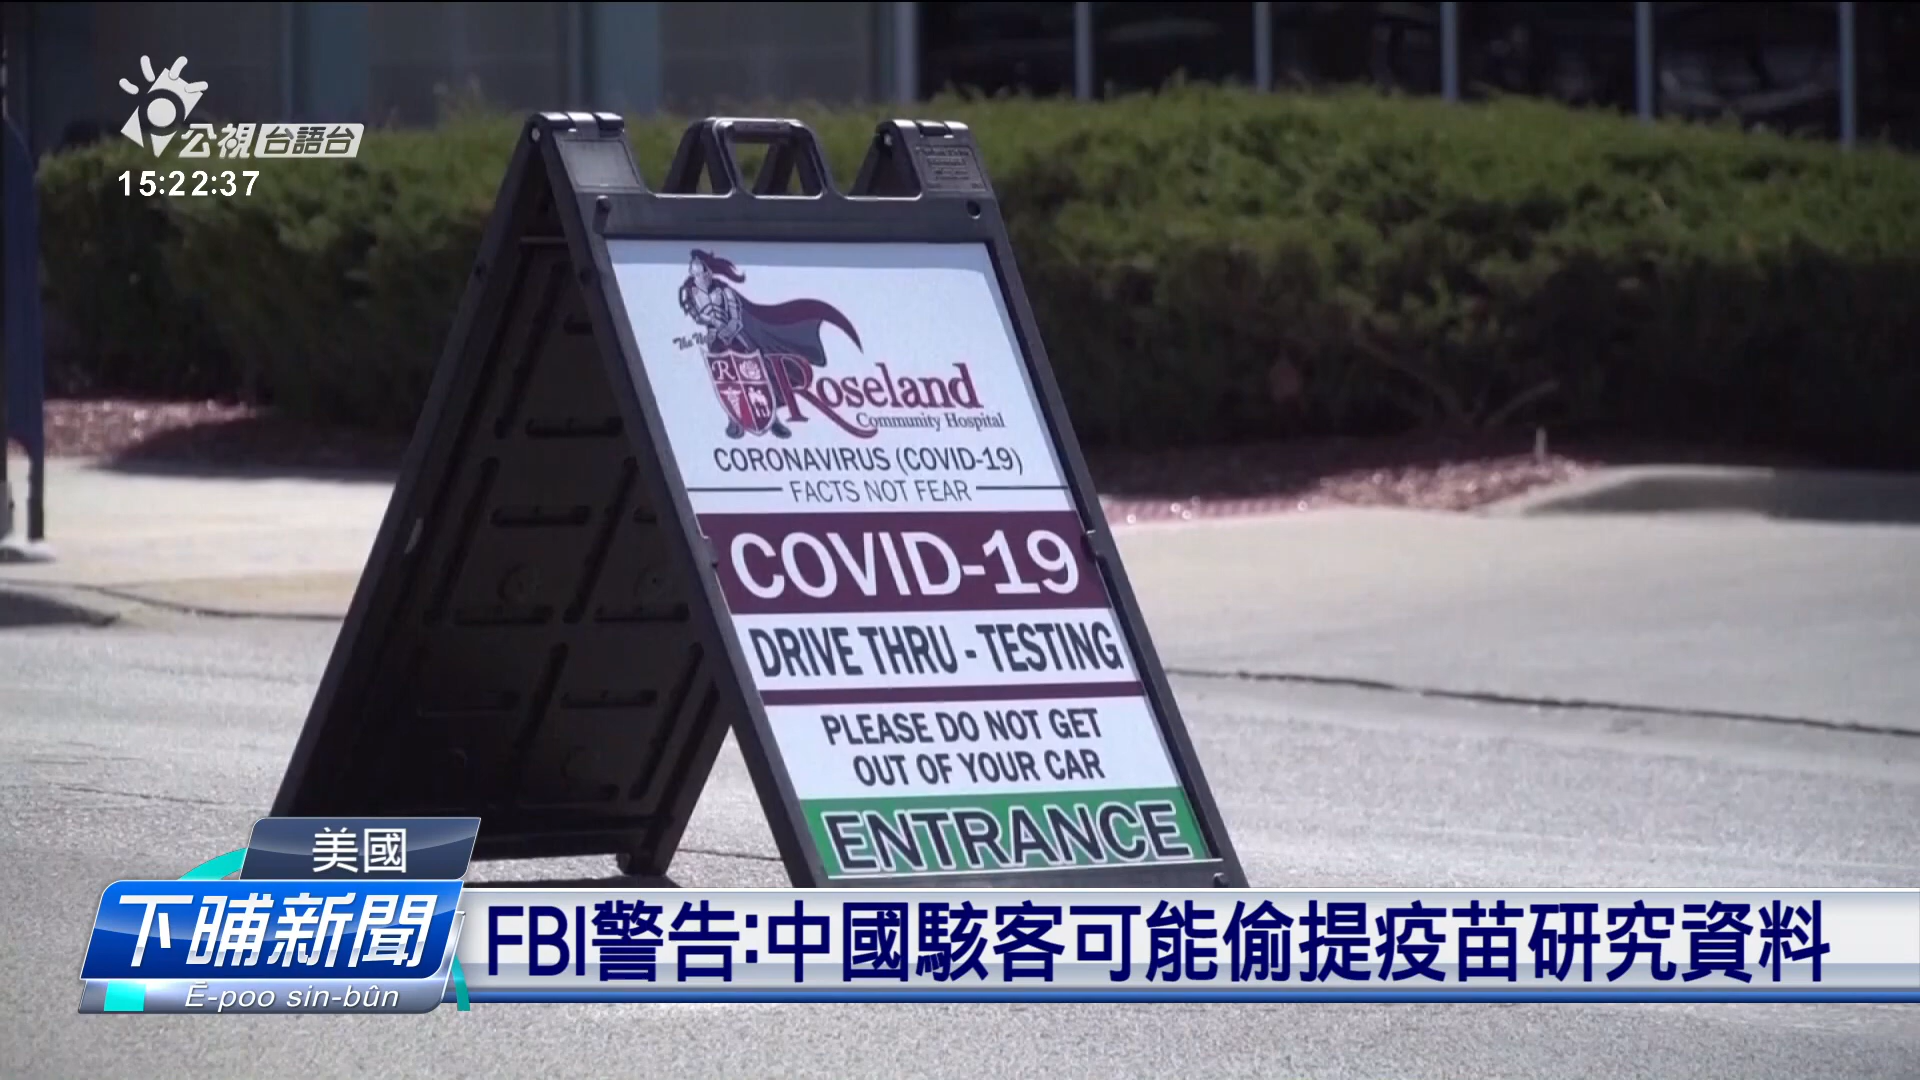 公視台語台
15:22:37
Roseland
Community Hospital
CORONAVIRUS (COVID-19)
FACTS NOT FEAR
COVID-19
DRIVE THRU - TESTING
PLEASE DO NOT GET
OUT OF YOUR CAR
ENTRANCE
美國
下晡新聞
Ē-poo sin-bûn
FBI警告:中國駭客可能偷提疫苗研究資料